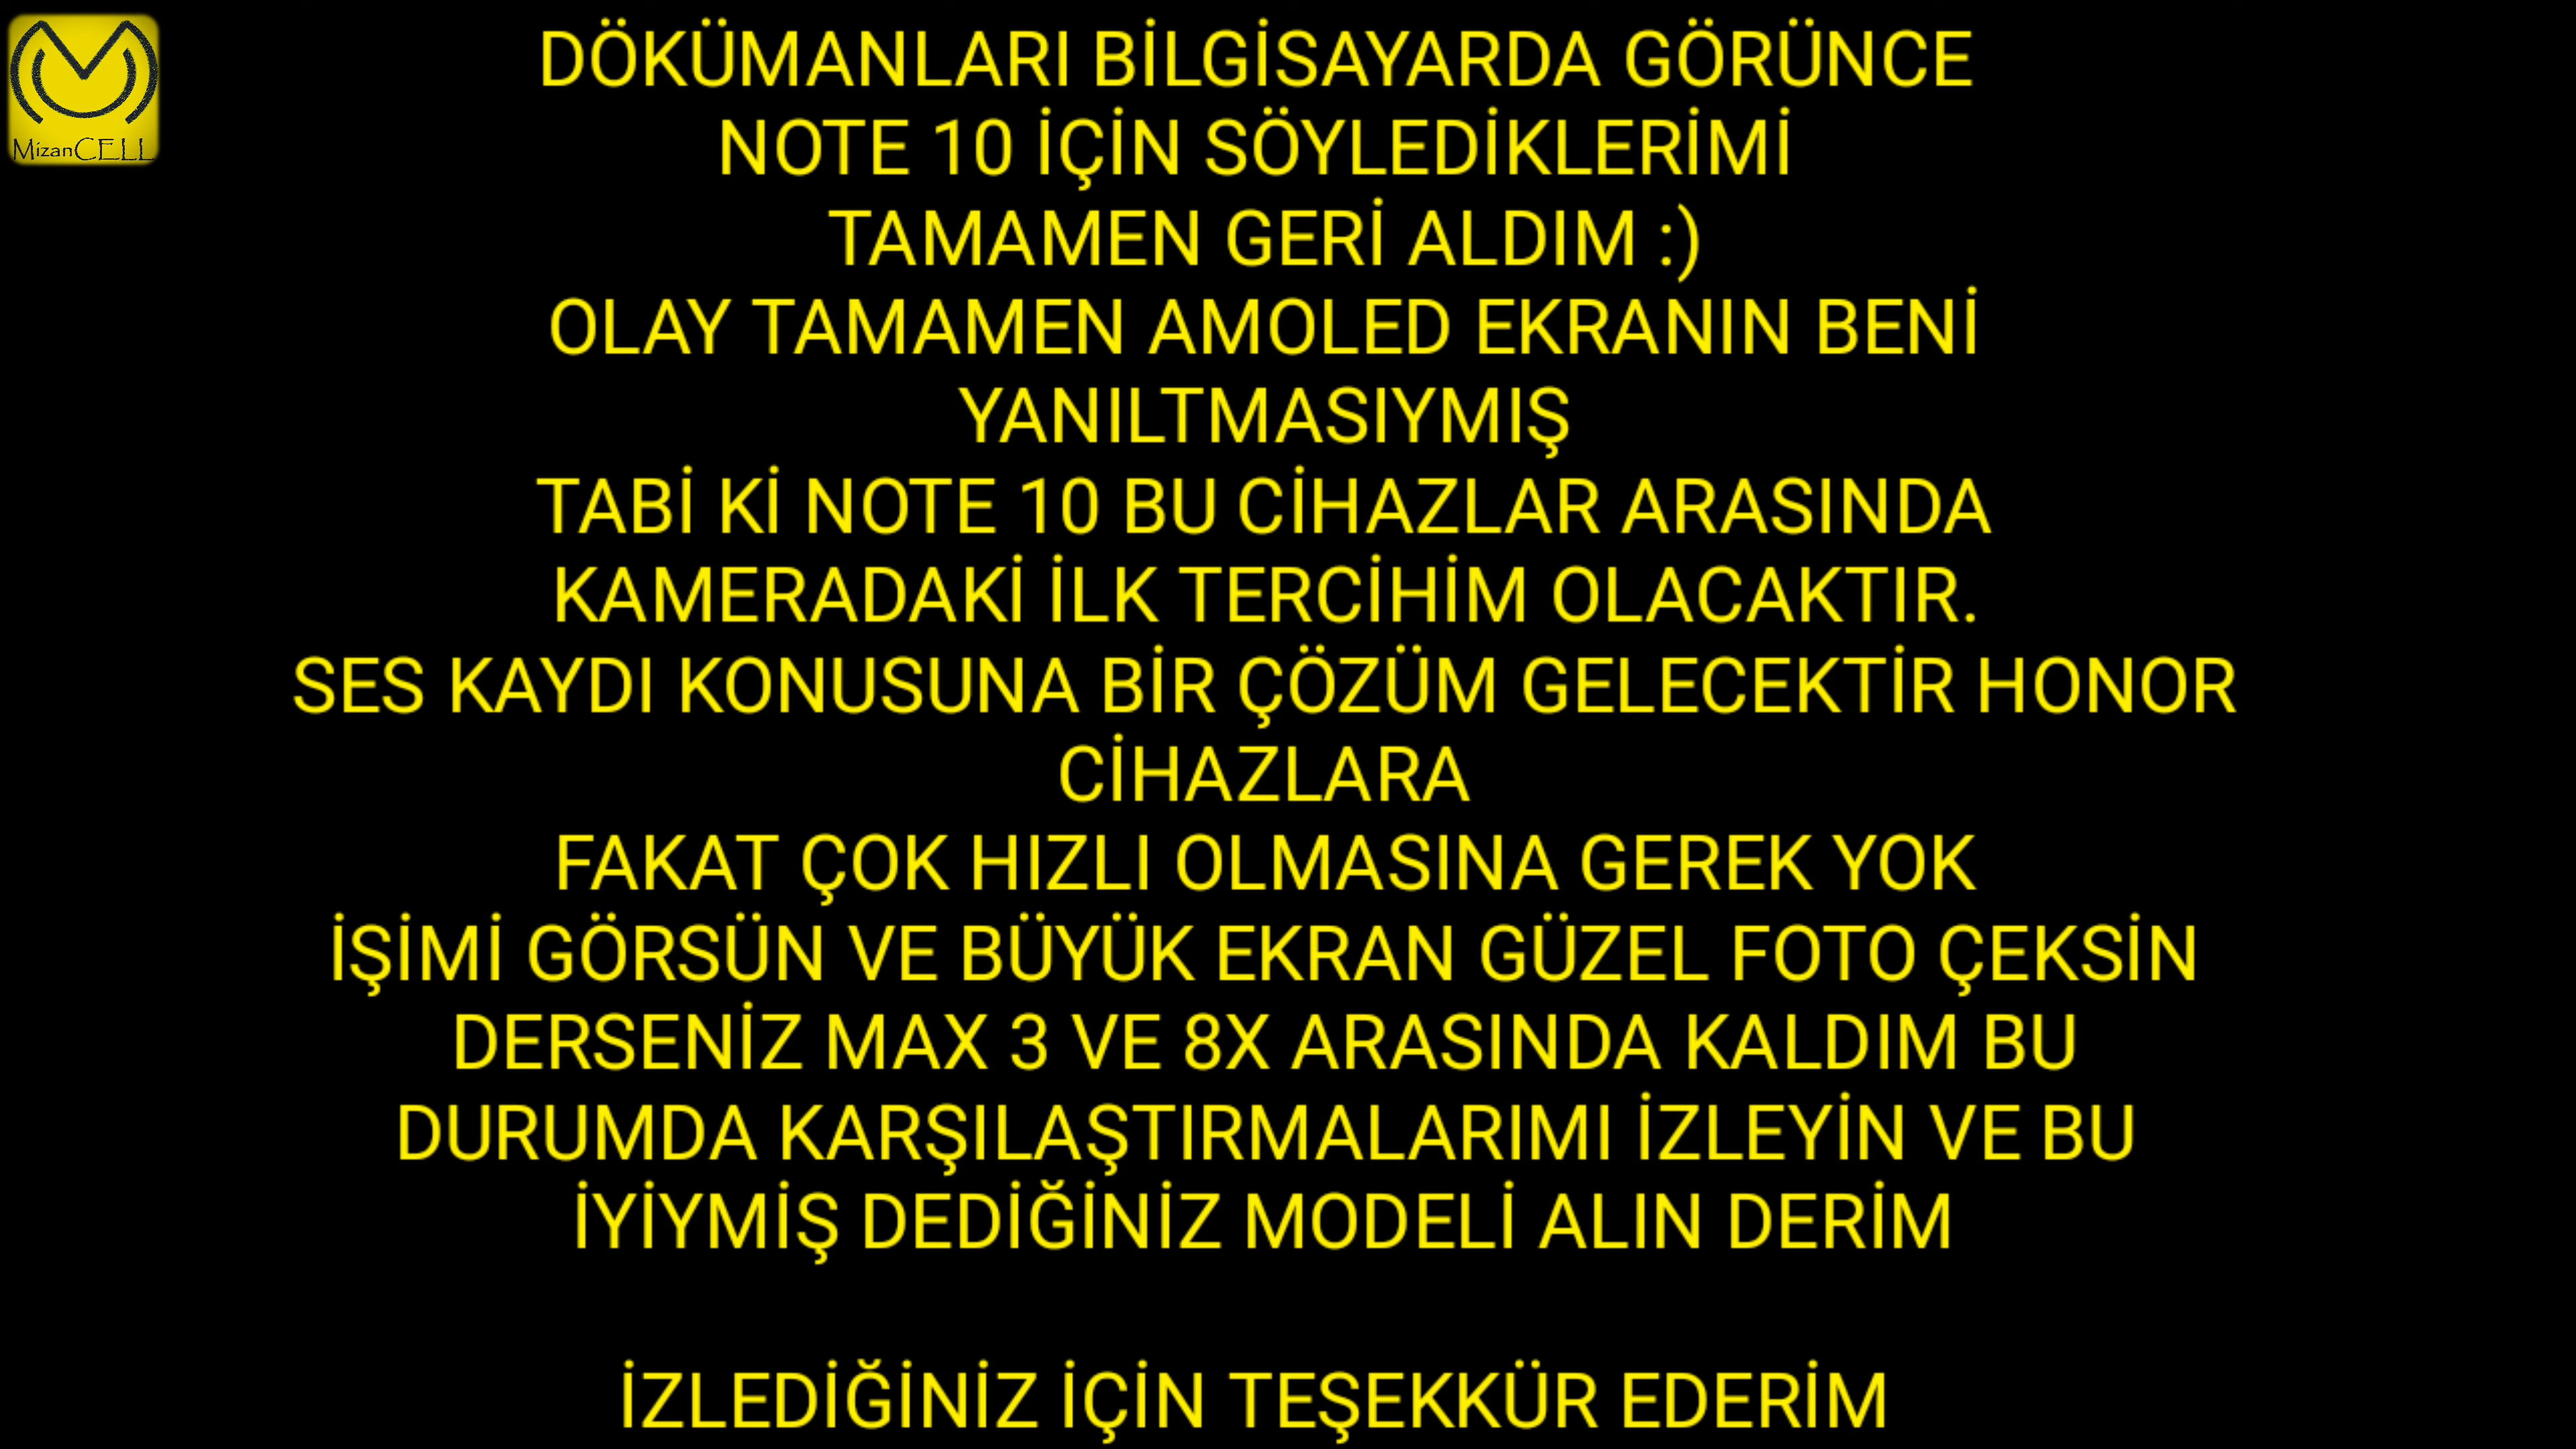 MizanCELL
DÖKÜMANLARI BİLGİSAYARDA GÖRÜNCE
NOTE 10 İÇİN SÖYLEDİKLERİMİ
TAMAMEN GERİ ALDIM :)
OLAY TAMAMEN AMOLED EKRANIN BENİ
YANILTMASIYMIŞ
TABİ Kİ NOTE 10 BU CİHAZLAR ARASINDA
KAMERADAKİ İLK TERCİHİM OLACAKTIR.
SES KAYDI KONUSUNA BİR ÇÖZÜM GELECEKTİR HONOR
CİHAZLARA
FAKAT ÇOK HIZLI OLMASINA GEREK YOK
İŞİMİ GÖRSÜN VE BÜYÜK EKRAN GÜZEL FOTO ÇEKSİN
DERSENİZ MAX 3 VE 8X ARASINDA KALDIM BU
DURUMDA KARŞILAŞTIRMALARIMI İZLEYİN VE BU
İYİYMİŞ DEDİĞİNİZ MODELİ ALIN DERİM
İZLEDİĞİNİZ İÇİN TEŞEKKÜR EDERİM